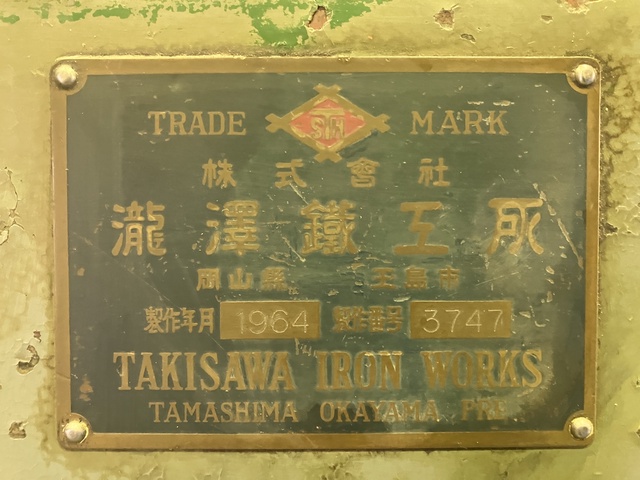 TRADE MARK
株式會社
瀧澤鐵工所
岡山縣 玉島市
製作年月 1964 製作番号 3747
TAKISAWA IRON WORKS
TAMASHIMA OKAYAMA PRE